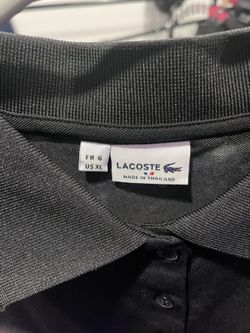 FR 6
US XL
LACOSTE
MADE IN THAILAND